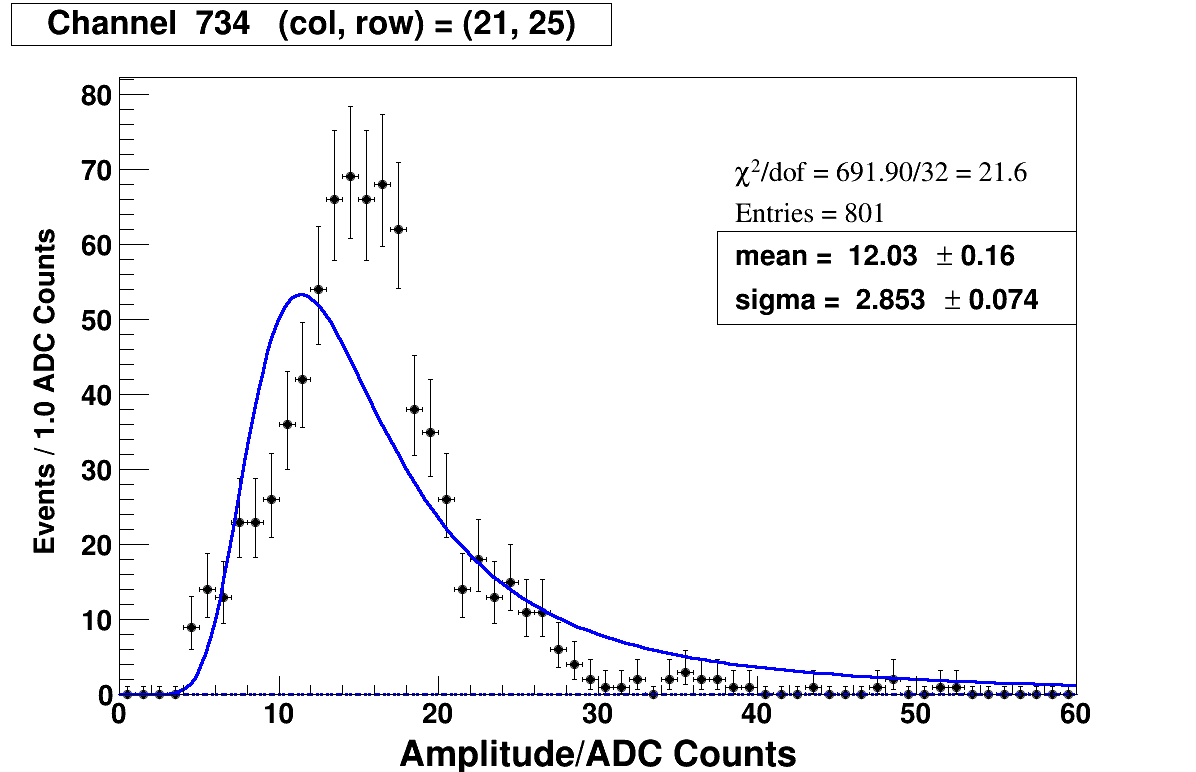 Channel 734 (col, row) = (21, 25)
80
70
60
50
40
30
20
10
0
Events / 1.0 ADC Counts
χ²/dof = 691.90/32 = 21.6
Entries = 801
mean = 12.03 ± 0.16
sigma = 2.853 ± 0.074
0 10 20 30 40 50 60
Amplitude/ADC Counts